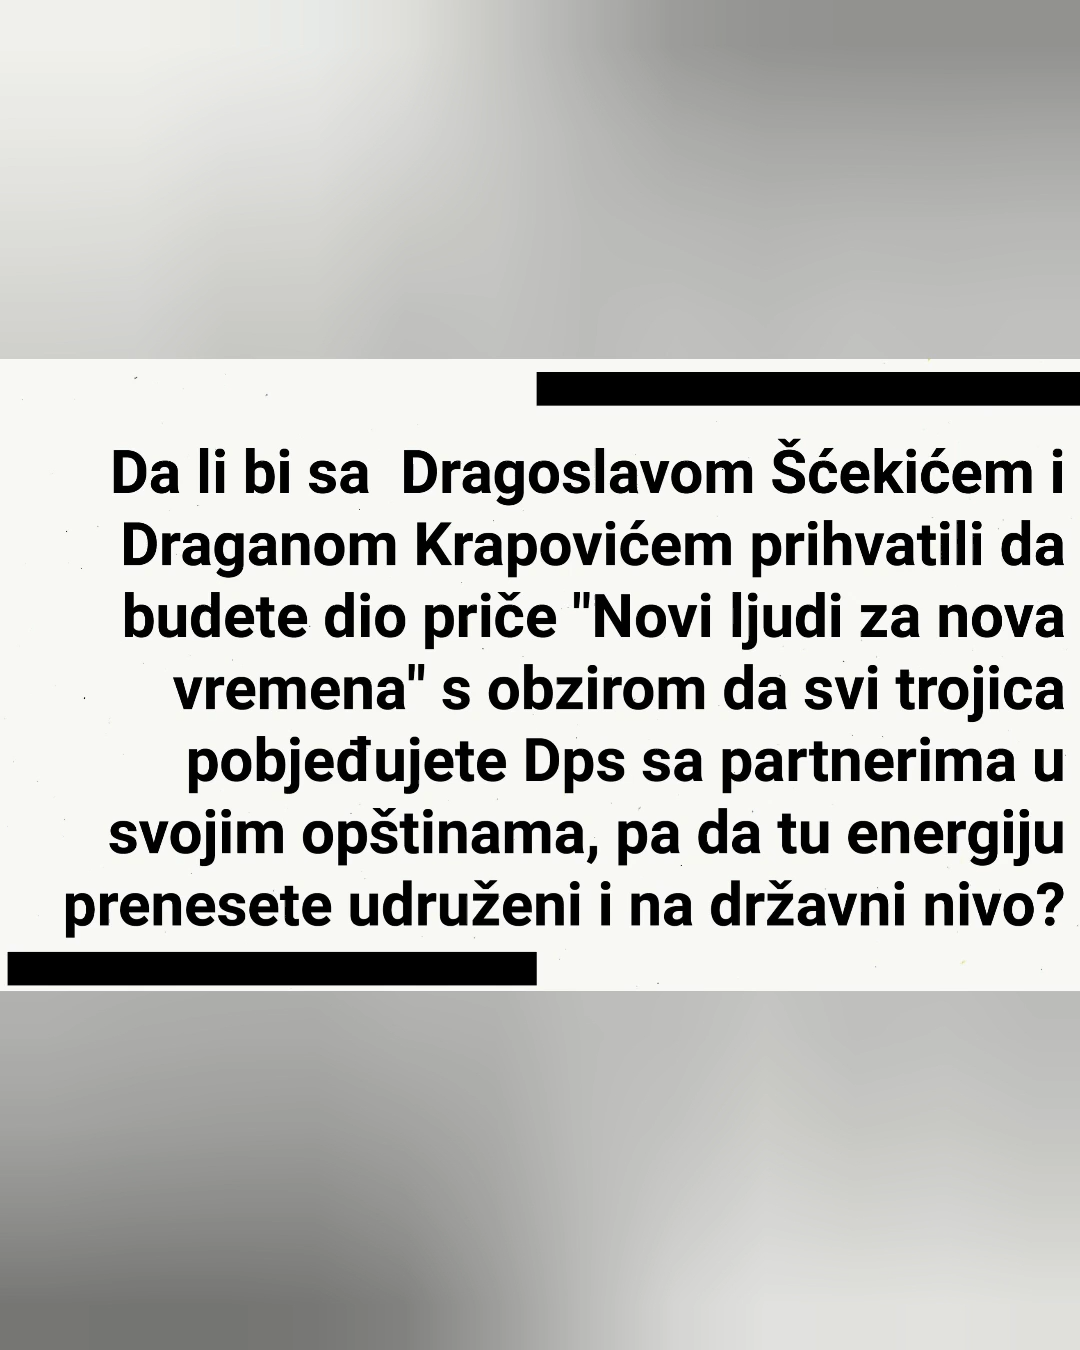 Da li bi sa  Dragoslavom Šćekićem i
Draganom Krapovićem prihvatili da
budete dio priče "Novi ljudi za nova
vremena" s obzirom da svi trojica
pobjeđujete Dps sa partnerima u
svojim opštinama, pa da tu energiju
prenesete udruženi i na državni nivo?